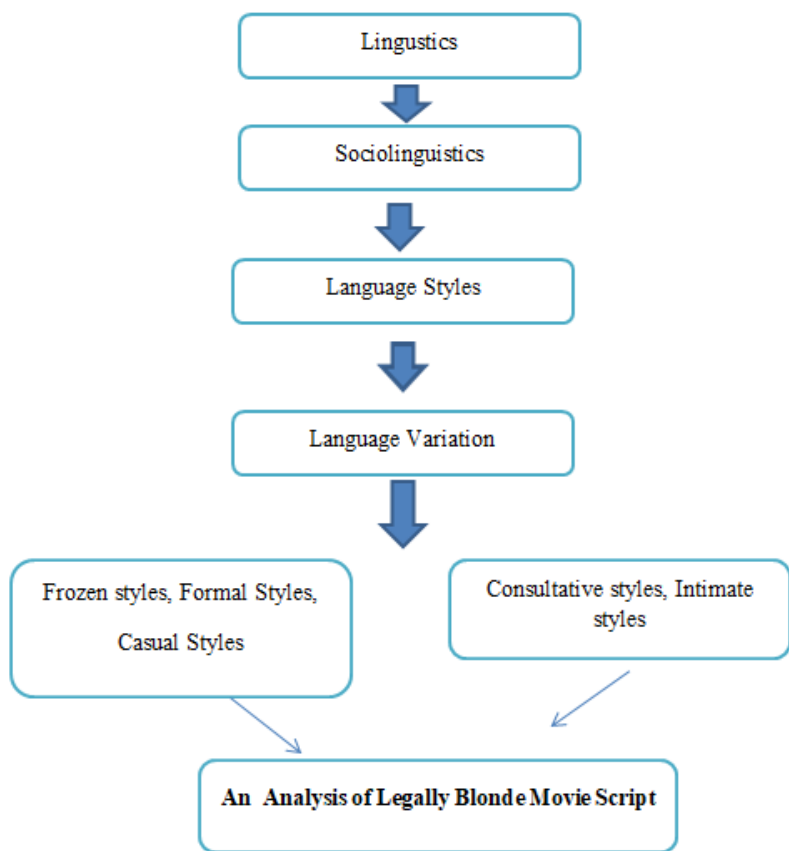 Lingustics
Sociolinguistics
Language Styles
Language Variation
Frozen styles, Formal Styles,
Casual Styles
Consultative styles, Intimate
styles
An Analysis of Legally Blonde Movie Script